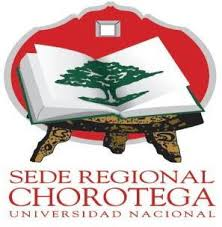 SEDE REGIONAL
CHOROTEGA
UNIVERSIDAD NACIONAL